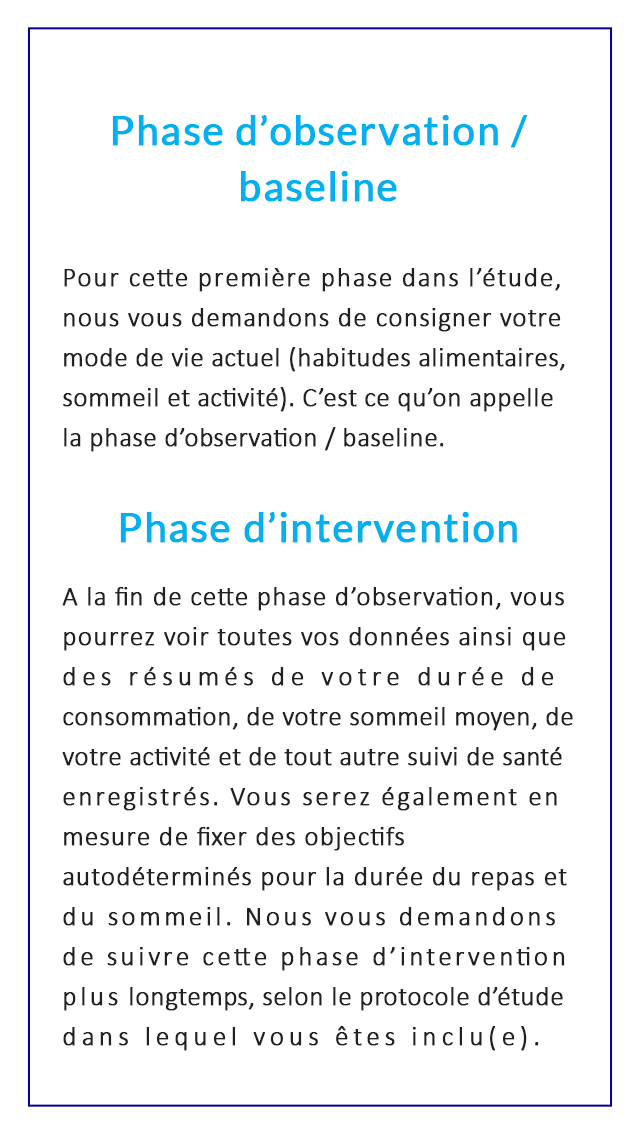 Phase d’observation /
baseline
Pour cette première phase dans l’étude,
nous vous demandons de consigner votre
mode de vie actuel (habitudes alimentaires,
sommeil et activité). C’est ce qu’on appelle
la phase d’observation / baseline.
Phase d’intervention
A la fin de cette phase d’observation, vous
pourrez voir toutes vos données ainsi que
des résumés de votre durée de
consommation, de votre sommeil moyen, de
votre activité et de tout autre suivi de santé
enregistrés. Vous serez également en
mesure de fixer des objectifs
autodéterminés pour la durée du repas et
du sommeil. Nous vous demandons
de suivre cette phase d’intervention
plus longtemps, selon le protocole d’étude
dans lequel vous êtes inclu(e).